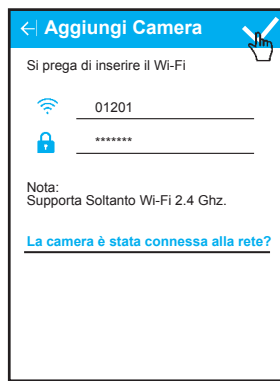 Aggiungi Camera
Si prega di inserire il Wi-Fi
01201
*******
Nota:
Supporta Soltanto Wi-Fi 2.4 Ghz.
La camera è stata connessa alla rete?